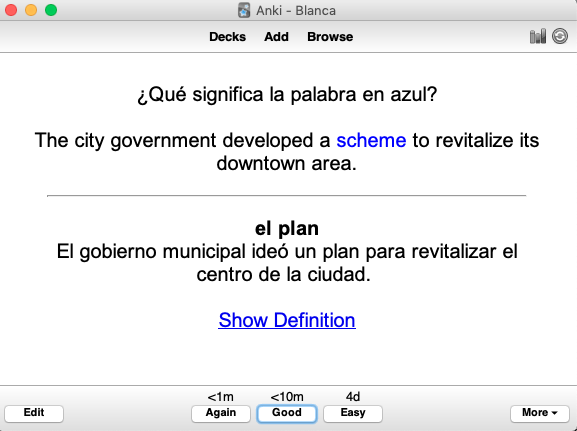 Anki - Blanca
Decks Add Browse
¿Qué significa la palabra en azul?
The city government developed a scheme to revitalize its
downtown area.
el plan
El gobierno municipal ideó un plan para revitalizar el
centro de la ciudad.
Show Definition
<1m <10m 4d
Edit Again Good Easy More